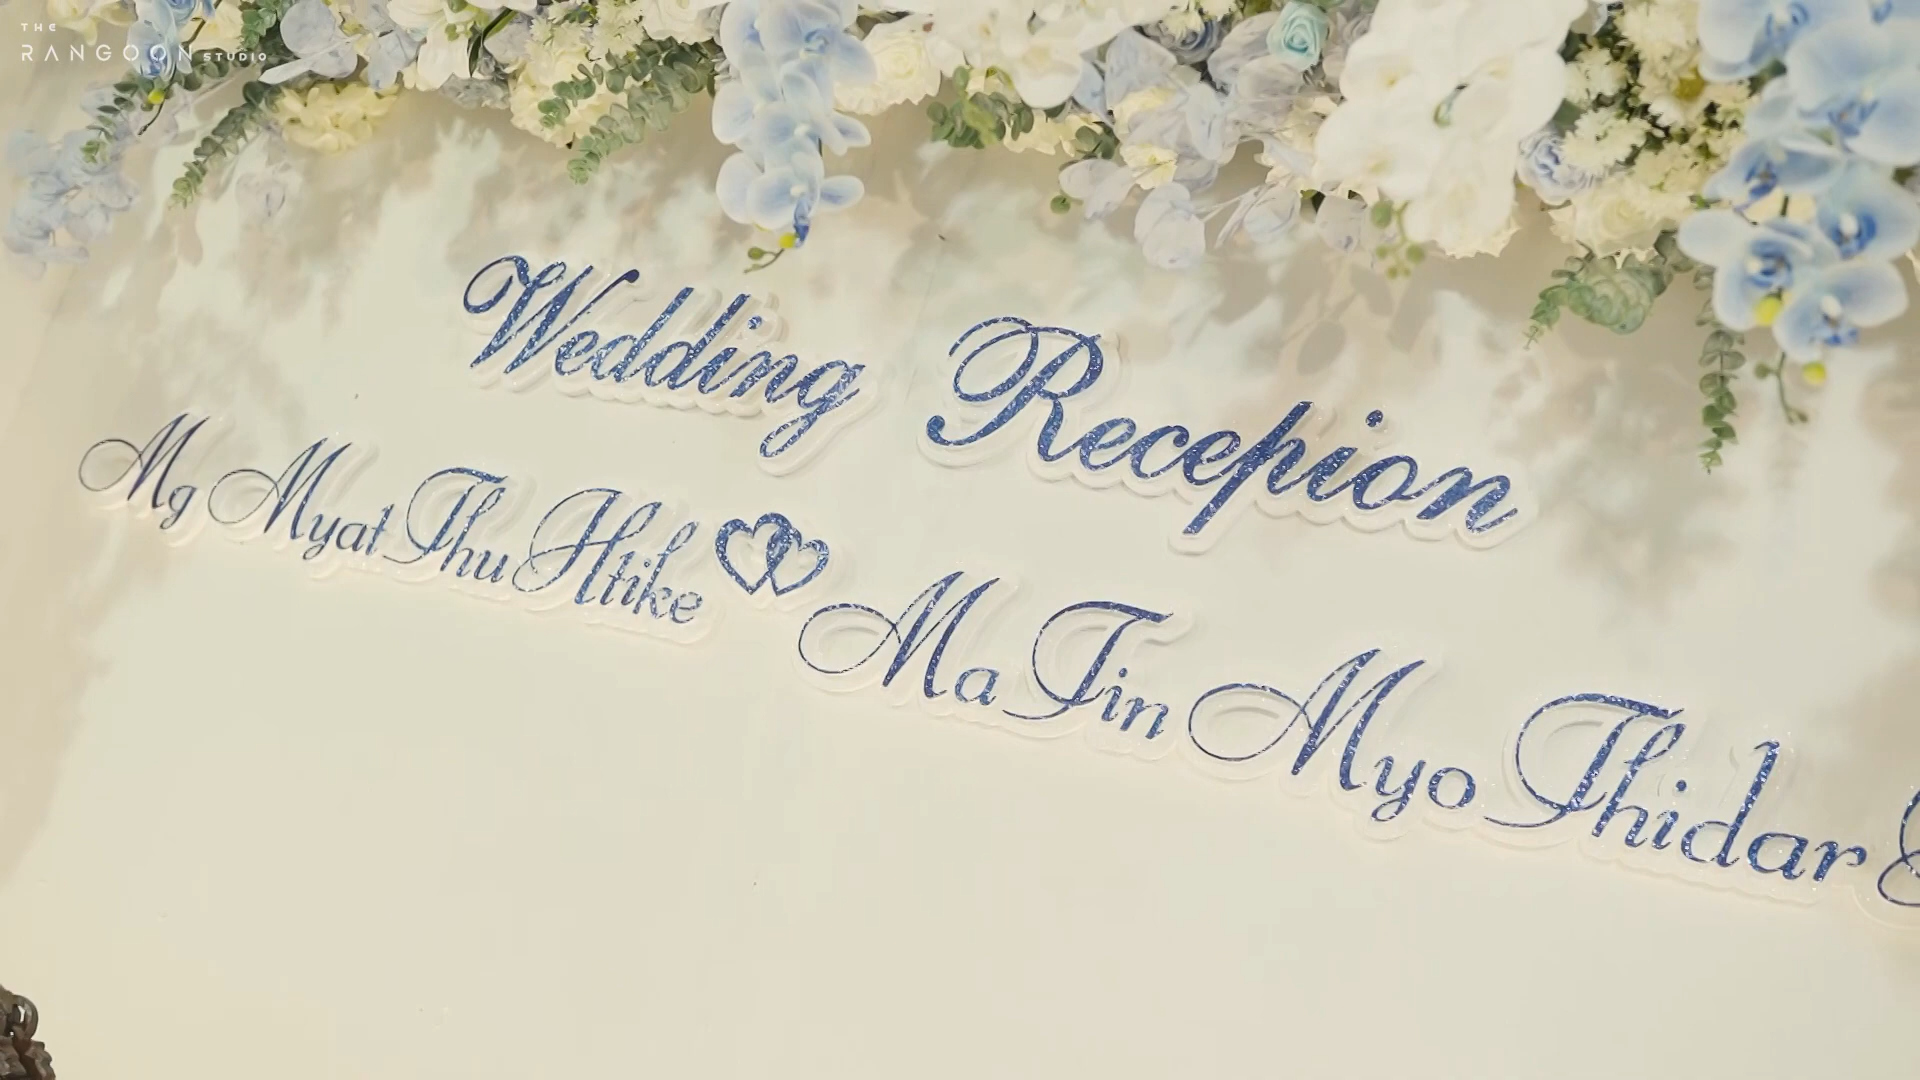 THE
RANGOON STUDIO
Wedding Recepion
Mg Myat Thu Htike Ma Tin Myo Thidar